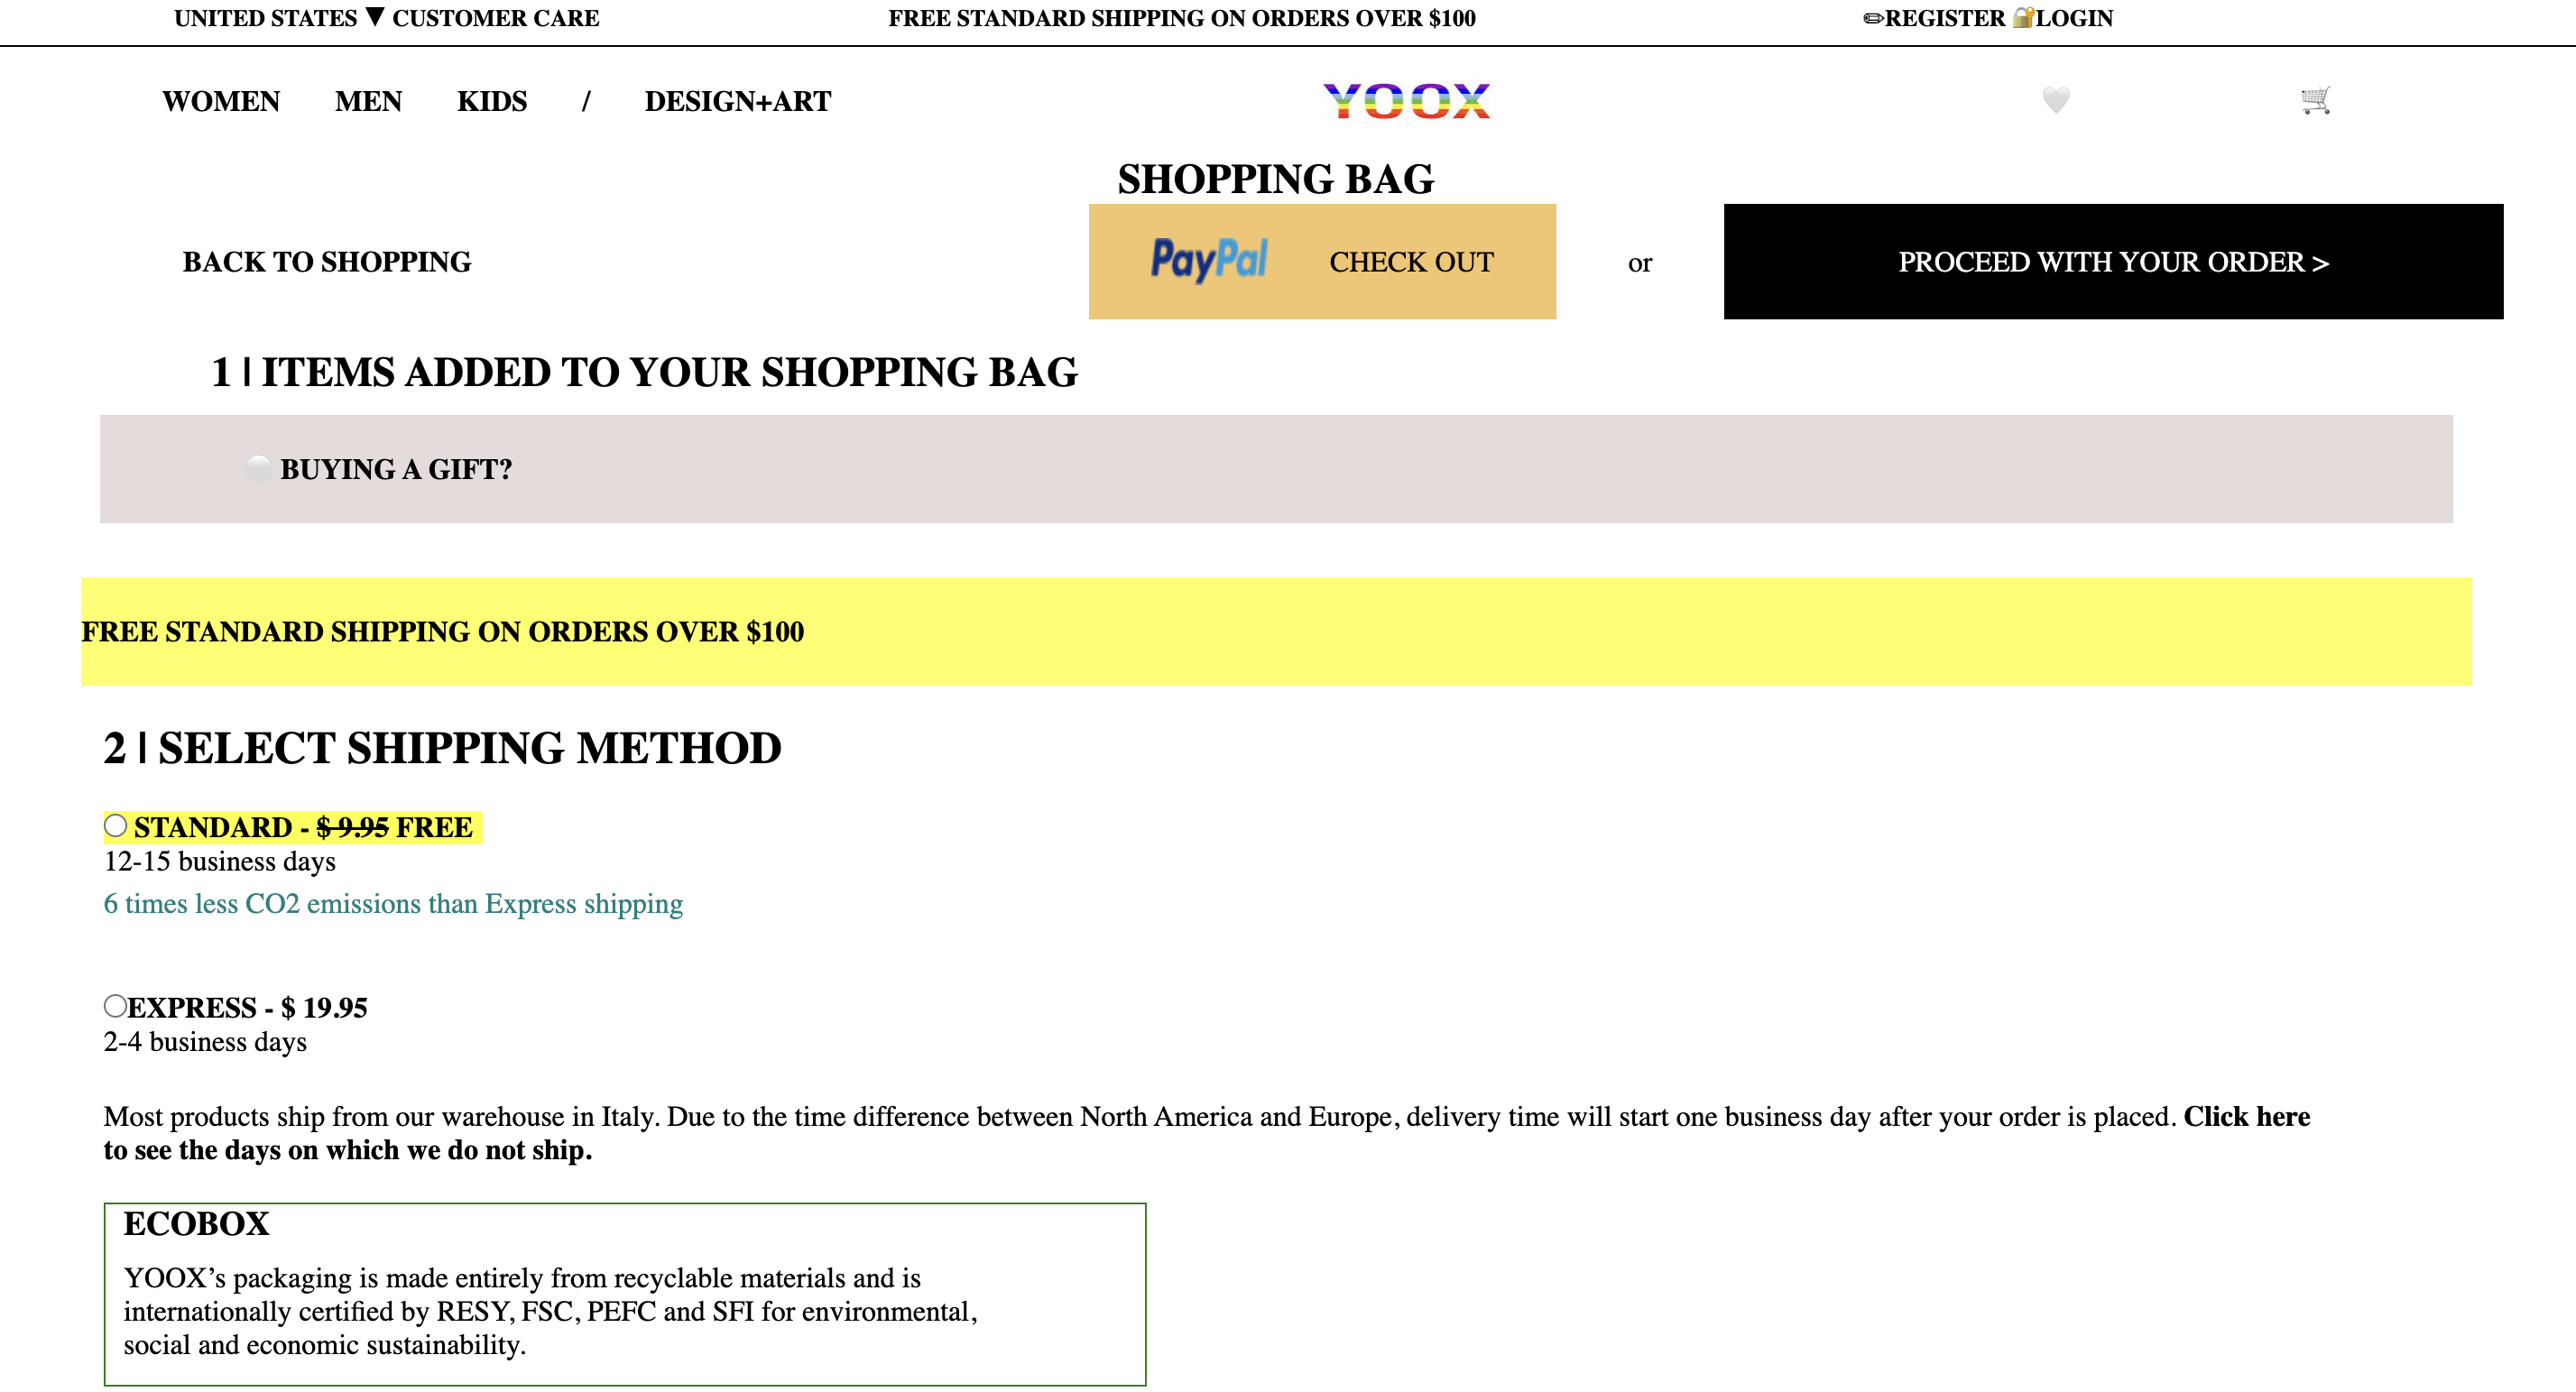 UNITED STATES ▼ CUSTOMER CARE
FREE STANDARD SHIPPING ON ORDERS OVER $100
✏REGISTER 🔐LOGIN
WOMEN MEN KIDS / DESIGN+ART
YOOX
SHOPPING BAG
BACK TO SHOPPING
PayPal CHECK OUT
or
PROCEED WITH YOUR ORDER >
1 | ITEMS ADDED TO YOUR SHOPPING BAG
BUYING A GIFT?
FREE STANDARD SHIPPING ON ORDERS OVER $100
2 | SELECT SHIPPING METHOD
STANDARD - $ 9.95 FREE
12-15 business days
6 times less CO2 emissions than Express shipping
EXPRESS - $ 19.95
2-4 business days
Most products ship from our warehouse in Italy. Due to the time difference between North America and Europe, delivery time will start one business day after your order is placed. Click here
to see the days on which we do not ship.
ECOBOX
YOOX’s packaging is made entirely from recyclable materials and is
internationally certified by RESY, FSC, PEFC and SFI for environmental,
social and economic sustainability.